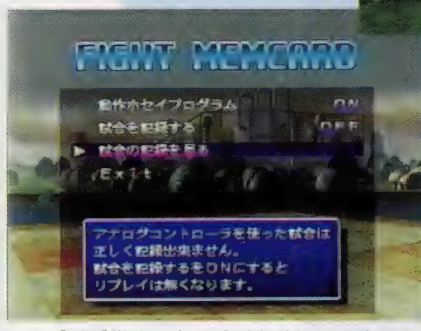 FIGHT MEMCARD
動作ホセイプログラム ON
試合を記録する OFF
試合の記録を見る
Exit
アナログコントローラを使った試合は
正しく記録出来ません。
試合を記録するをONにすると
リプレイは無くなります。